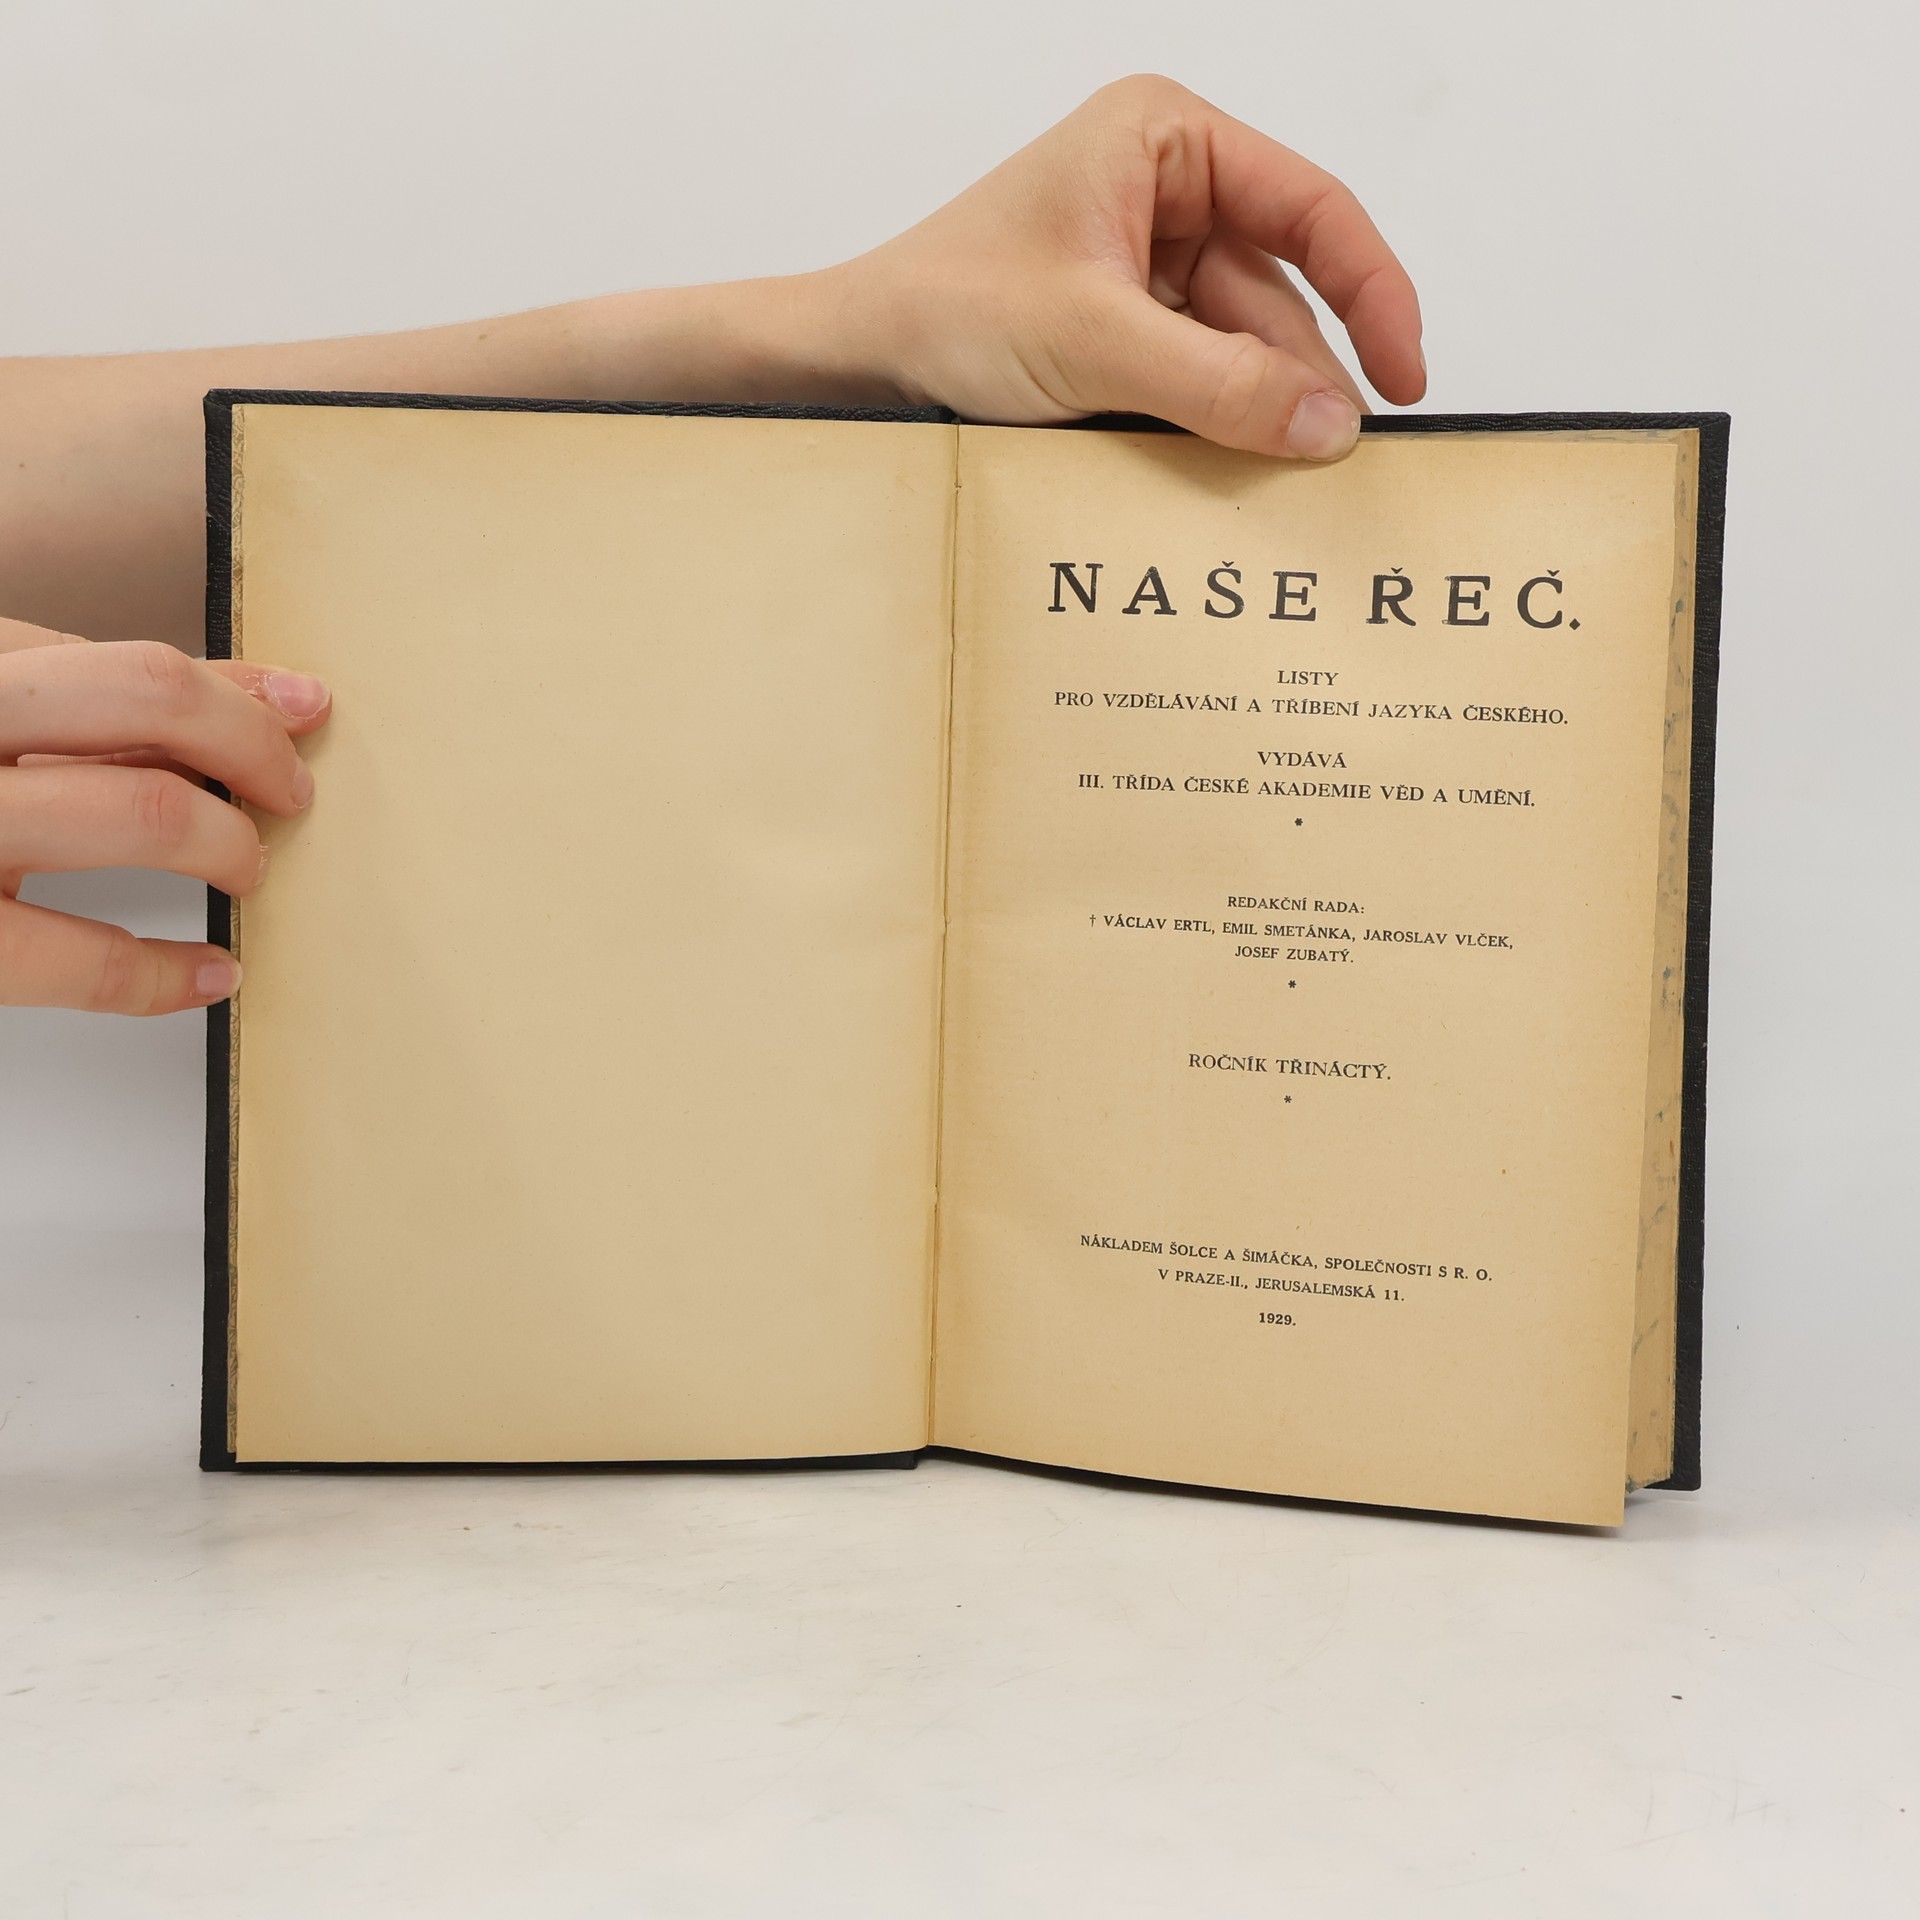 NAŠE ŘEČ.
LISTY
PRO VZDĚLÁVÁNÍ A TŘÍBENÍ JAZYKA ČESKÉHO.
VYDÁVÁ
III. TŘÍDA ČESKÉ AKADEMIE VĚD A UMĚNÍ.
*
REDAKČNÍ RADA:
† VÁCLAV ERTL, EMIL SMETÁNKA, JAROSLAV VLČEK,
JOSEF ZUBATÝ.
*
ROČNÍK TŘINÁCTÝ.
*
NÁKLADEM ŠOLCE A ŠIMÁČKA, SPOLEČNOSTI S R. O.
V PRAZE-II., JERUSALEMSKÁ 11.
1929.